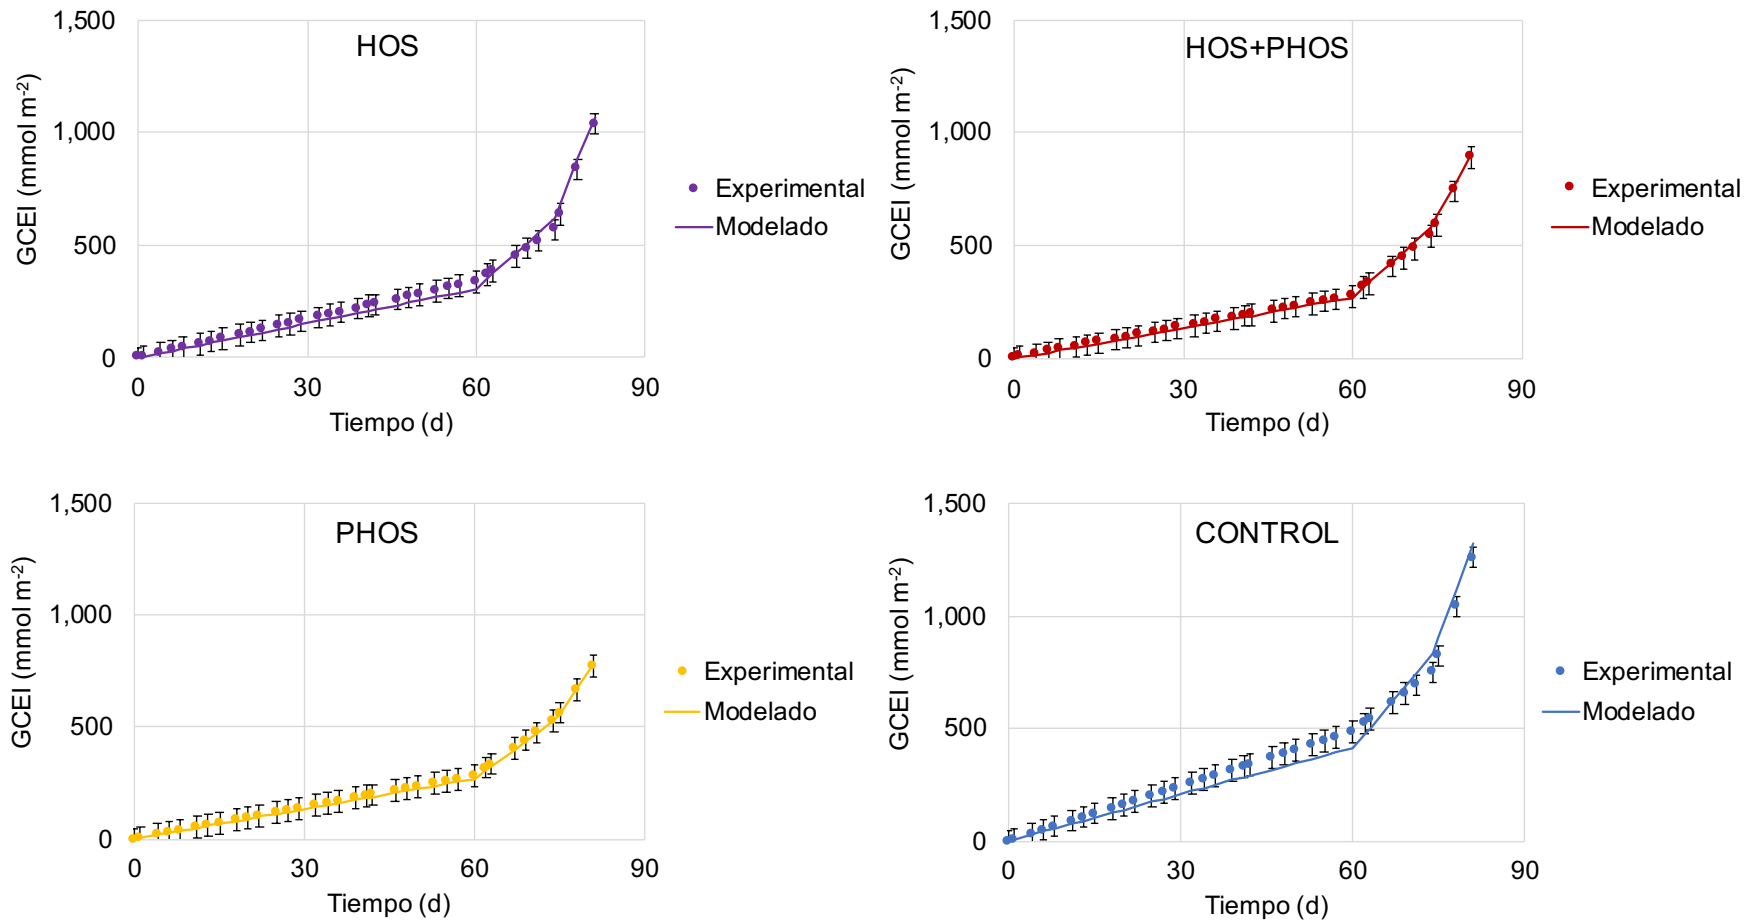 HOS
GCEI (mmol m-2)
1,500
1,000
500
0
0 30 60 90
Tiempo (d)
Experimental
Modelado
HOS+PHOS
GCEI (mmol m-2)
1,500
1,000
500
0
0 30 60 90
Tiempo (d)
Experimental
Modelado
PHOS
GCEI (mmol m-2)
1,500
1,000
500
0
0 30 60 90
Tiempo (d)
Experimental
Modelado
CONTROL
GCEI (mmol m-2)
1,500
1,000
500
0
0 30 60 90
Tiempo (d)
Experimental
Modelado